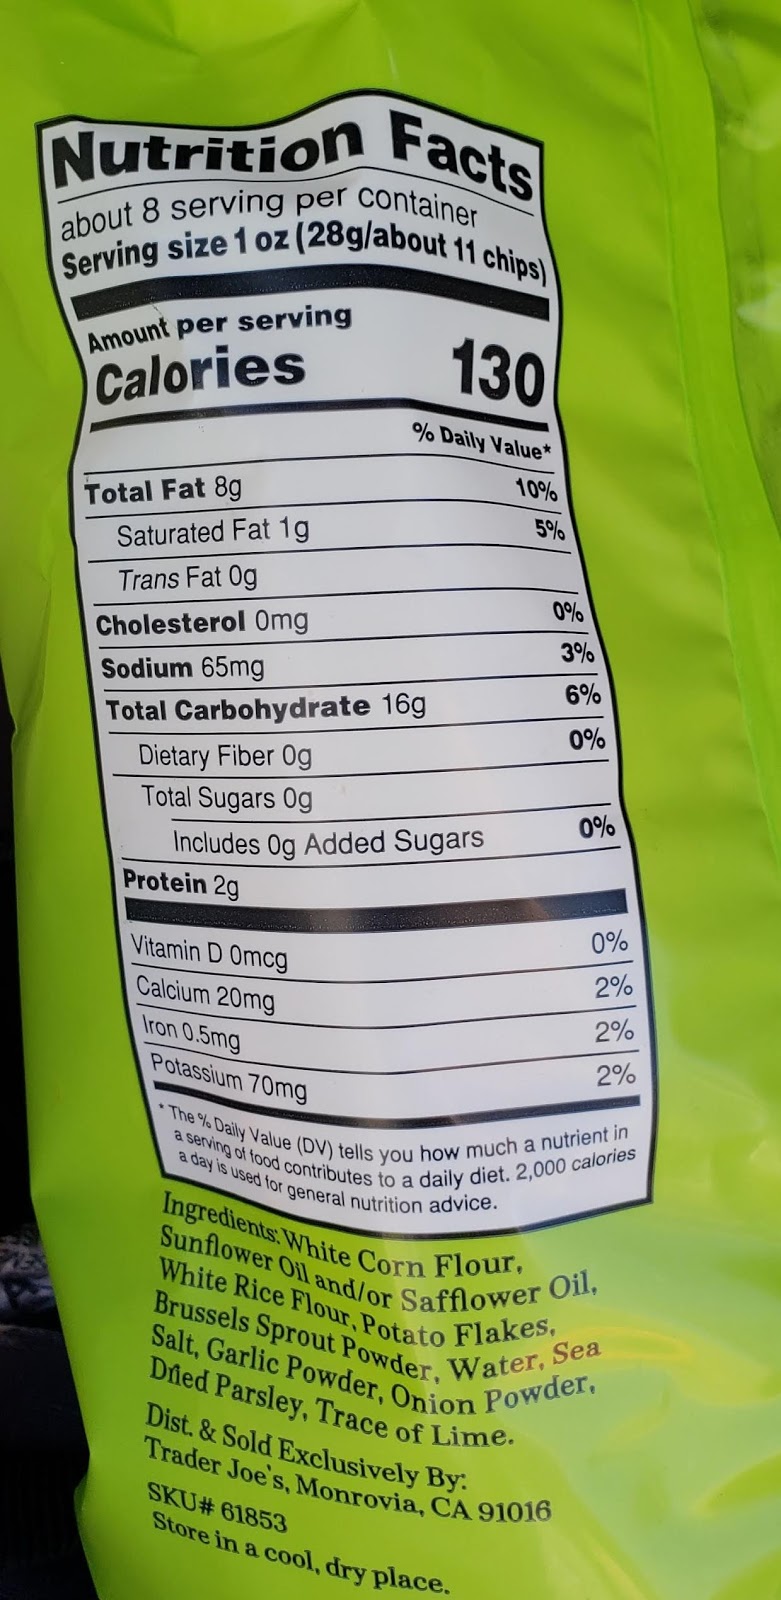 Nutrition Facts
about 8 serving per container
Serving size 1 oz (28g/about 11 chips)
Amount per serving
Calories 130
% Daily Value*
Total Fat 8g 10%
Saturated Fat 1g 5%
Trans Fat 0g
Cholesterol 0mg 0%
Sodium 65mg 3%
Total Carbohydrate 16g 6%
Dietary Fiber 0g 0%
Total Sugars 0g
Includes 0g Added Sugars 0%
Protein 2g
Vitamin D 0mcg 0%
Calcium 20mg 2%
Iron 0.5mg 2%
Potassium 70mg 2%
* The % Daily Value (DV) tells you how much a nutrient in
a serving of food contributes to a daily diet. 2,000 calories
a day is used for general nutrition advice.
Ingredients: White Corn Flour,
Sunflower Oil and/or Safflower Oil,
White Rice Flour, Potato Flakes,
Brussels Sprout Powder, Water, Sea
Salt, Garlic Powder, Onion Powder,
Dried Parsley, Trace of Lime.
Dist. & Sold Exclusively By:
Trader Joe's, Monrovia, CA 91016
SKU# 61853
Store in a cool, dry place.